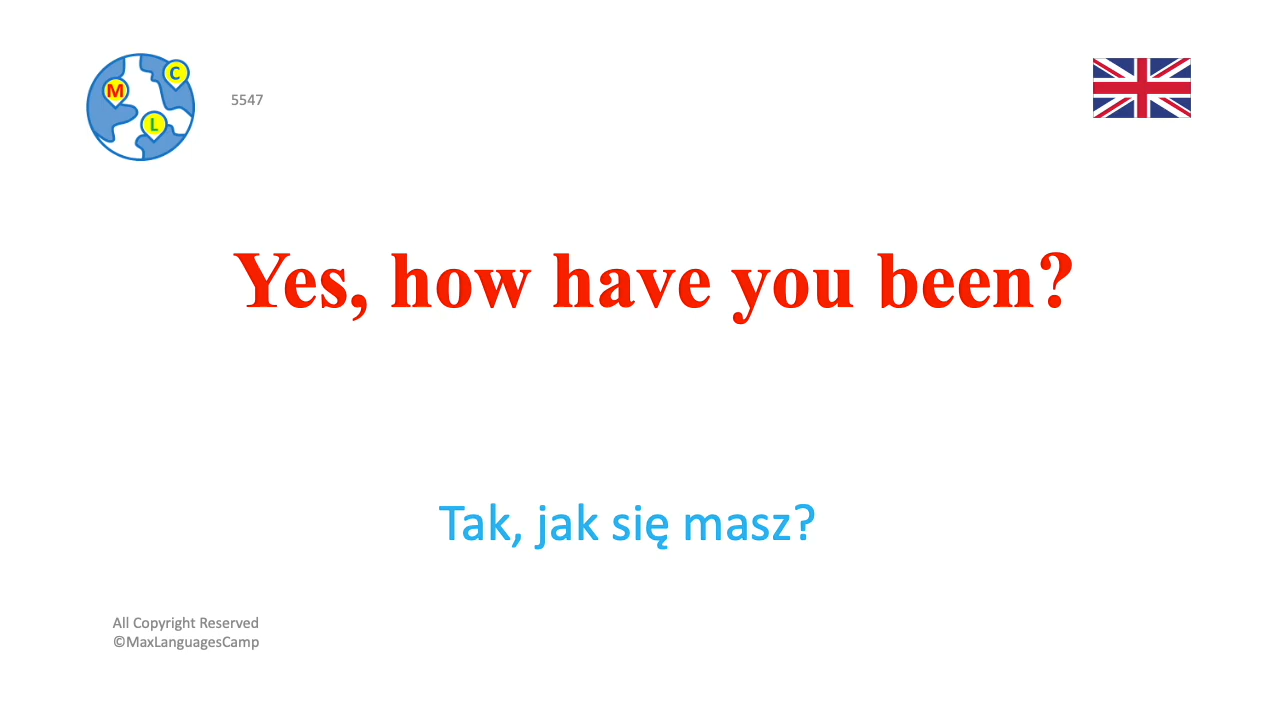 M
C
L
5547
Yes, how have you been?
Tak, jak się masz?
All Copyright Reserved
©MaxLanguagesCamp